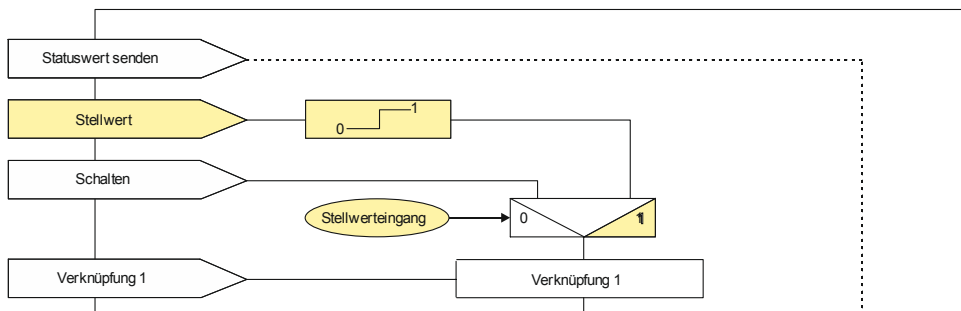 Statuswert senden
Stellwert
0
1
Schalten
Stellwerteingang
0
1
Verknüpfung 1
Verknüpfung 1